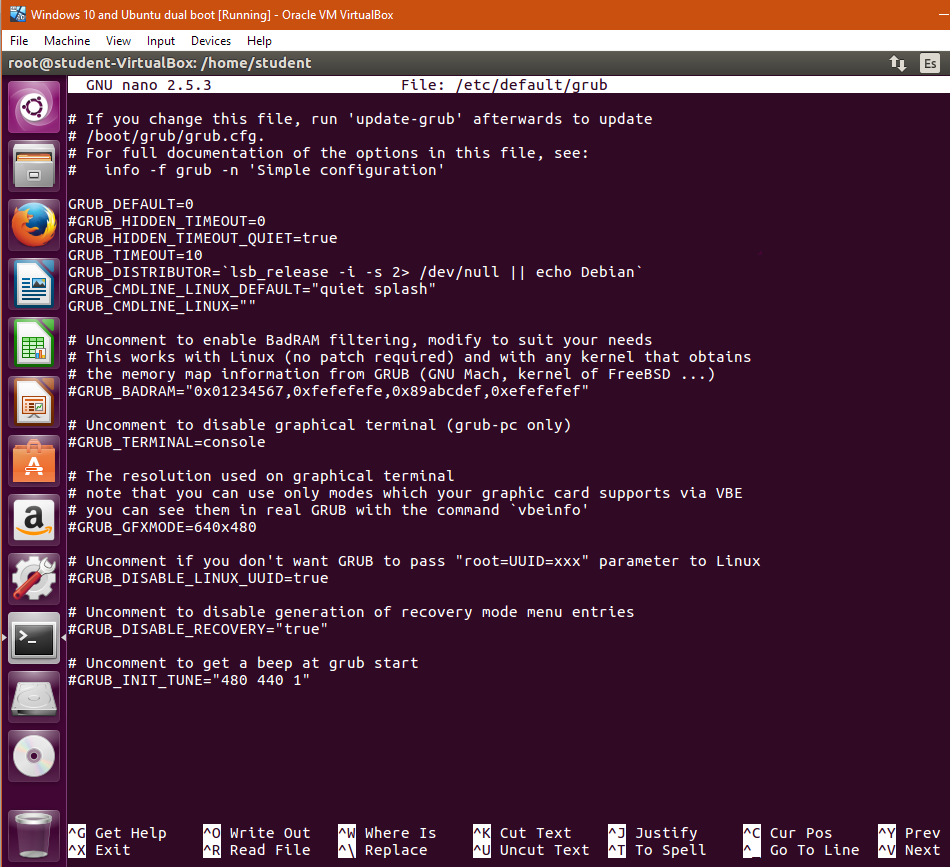 Windows 10 and Ubuntu dual boot [Running] - Oracle VM VirtualBox
File Machine View Input Devices Help
root@student-VirtualBox: /home/student Es
GNU nano 2.5.3 File: /etc/default/grub
# If you change this file, run 'update-grub' afterwards to update
# /boot/grub/grub.cfg.
# For full documentation of the options in this file, see:
#   info -f grub -n 'Simple configuration'
GRUB_DEFAULT=0
#GRUB_HIDDEN_TIMEOUT=0
GRUB_HIDDEN_TIMEOUT_QUIET=true
GRUB_TIMEOUT=10
GRUB_DISTRIBUTOR=`lsb_release -i -s 2> /dev/null || echo Debian`
GRUB_CMDLINE_LINUX_DEFAULT="quiet splash"
GRUB_CMDLINE_LINUX=""
# Uncomment to enable BadRAM filtering, modify to suit your needs
# This works with Linux (no patch required) and with any kernel that obtains
# the memory map information from GRUB (GNU Mach, kernel of FreeBSD ...)
#GRUB_BADRAM="0x01234567,0xfefefefe,0x89abcdef,0xefefefef"
# Uncomment to disable graphical terminal (grub-pc only)
#GRUB_TERMINAL=console
# The resolution used on graphical terminal
# note that you can use only modes which your graphic card supports via VBE
# you can see them in real GRUB with the command `vbeinfo'
#GRUB_GFXMODE=640x480
# Uncomment if you don't want GRUB to pass "root=UUID=xxx" parameter to Linux
#GRUB_DISABLE_LINUX_UUID=true
# Uncomment to disable generation of recovery mode menu entries
#GRUB_DISABLE_RECOVERY="true"
# Uncomment to get a beep at grub start
#GRUB_INIT_TUNE="480 440 1"
^G Get Help ^O Write Out ^W Where Is ^K Cut Text ^J Justify ^C Cur Pos ^Y Prev
^X Exit ^R Read File ^\ Replace ^U Uncut Text ^T To Spell ^_ Go To Line ^V Next